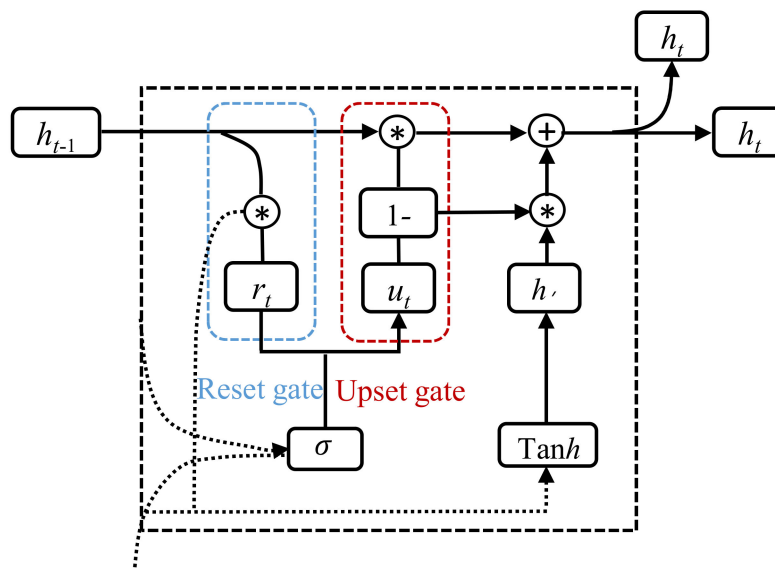 h_t
h_{t-1}
*
+
h_t
*
1-
*
r_t
u_t
h′
Reset gate
Upset gate
σ
Tanh